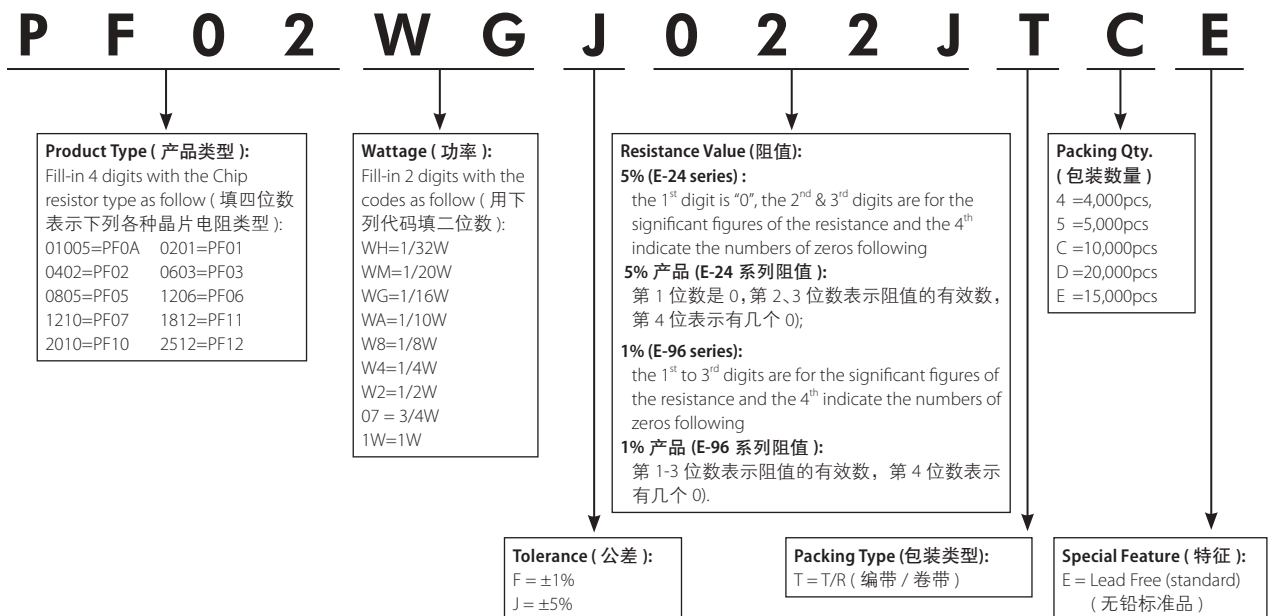 P F 0 2 W G J 0 2 2 J T C E
Product Type ( 产品类型 ):
Fill-in 4 digits with the Chip
resistor type as follow ( 填四位数
表示下列各种晶片电阻类型 ):
01005=PF0A 0201=PF01
0402=PF02 0603=PF03
0805=PF05 1206=PF06
1210=PF07 1812=PF11
2010=PF10 2512=PF12
Wattage ( 功率 ):
Fill-in 2 digits with the
codes as follow ( 用下
列代码填二位数 ):
WH=1/32W
WM=1/20W
WG=1/16W
WA=1/10W
W8=1/8W
W4=1/4W
W2=1/2W
07 = 3/4W
1W=1W
Resistance Value (阻值):
5% (E-24 series) :
the 1st digit is "0", the 2nd & 3rd digits are for the
significant figures of the resistance and the 4th
indicate the numbers of zeros following
5% 产品 (E-24 系列阻值 ):
第 1 位数是 0，第 2、3 位数表示阻值的有效数，
第 4 位表示有几个 0);
1% (E-96 series):
the 1st to 3rd digits are for the significant figures of
the resistance and the 4th indicate the numbers of
zeros following
1% 产品 (E-96 系列阻值 ):
第 1-3 位数表示阻值的有效数，第 4 位数表示
有几个 0).
Packing Qty.
( 包装数量 )
4 =4,000pcs,
5 =5,000pcs
C =10,000pcs
D =20,000pcs
E =15,000pcs
Tolerance ( 公差 ):
F = ±1%
J = ±5%
Packing Type (包装类型):
T = T/R ( 编带 / 卷带 )
Special Feature ( 特征 ):
E = Lead Free (standard)
( 无铅标准品 )